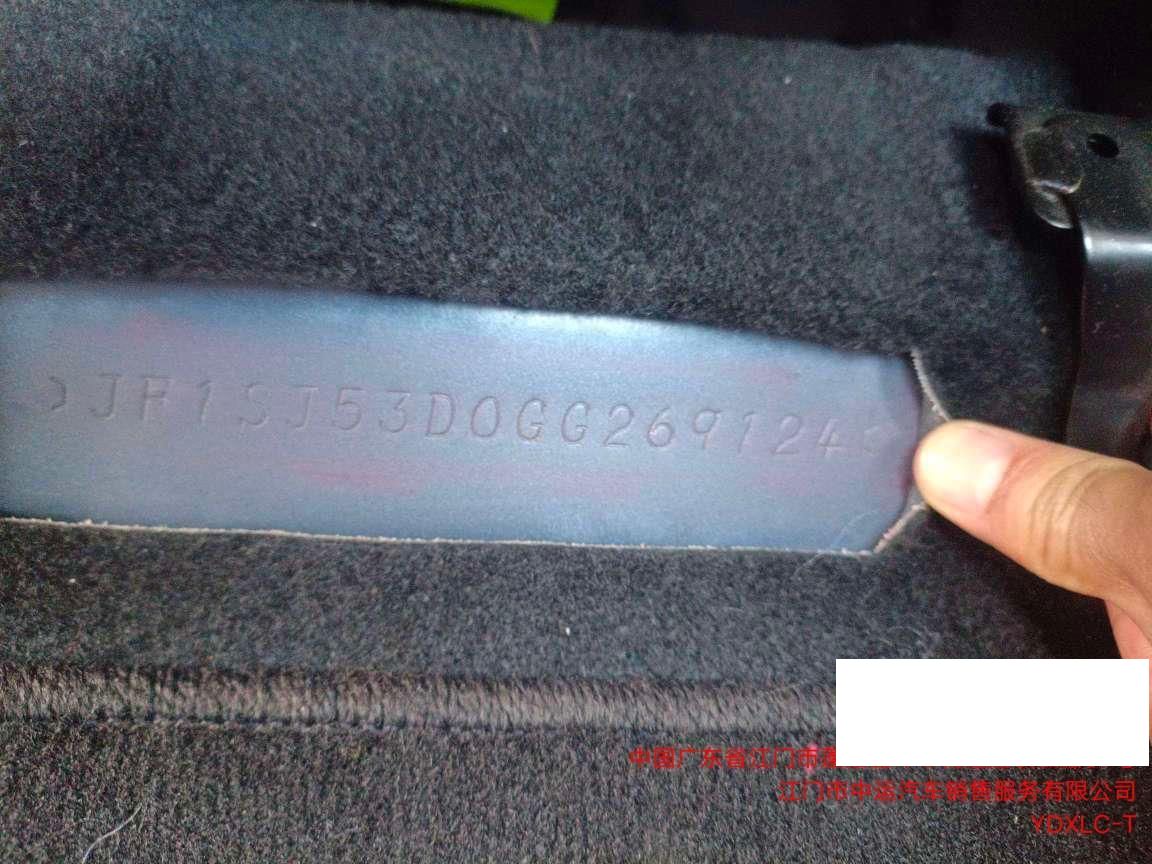 JF1SJ53D0GG269124
中国广东省江门市蓬
江门市中运汽车销售服务有限公司
YDXLC-T